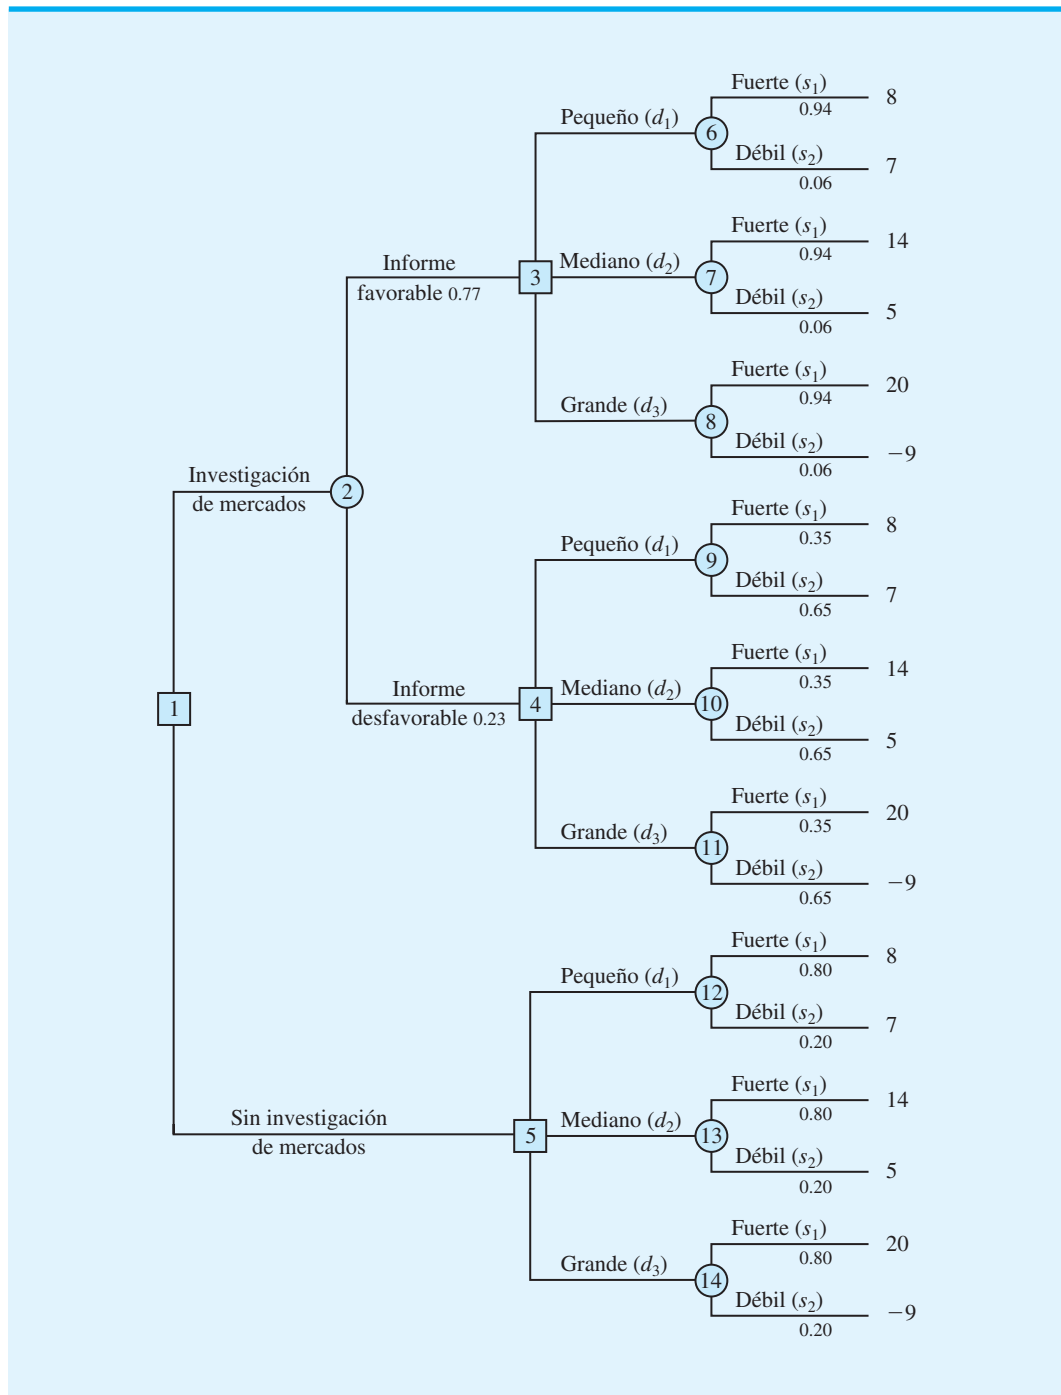 Fuerte (s1)
0.94
8
Pequeño (d1)
6
Débil (s2)
0.06
7
Fuerte (s1)
0.94
14
Informe
favorable 0.77
3
Mediano (d2)
7
Débil (s2)
0.06
5
Fuerte (s1)
0.94
20
Grande (d3)
8
Débil (s2)
0.06
−9
Investigación
de mercados
2
Fuerte (s1)
0.35
8
Pequeño (d1)
9
Débil (s2)
0.65
7
Fuerte (s1)
0.35
14
1
Informe
desfavorable 0.23
4
Mediano (d2)
10
Débil (s2)
0.65
5
Fuerte (s1)
0.35
20
Grande (d3)
11
Débil (s2)
0.65
−9
Fuerte (s1)
0.80
8
Pequeño (d1)
12
Débil (s2)
0.20
7
Fuerte (s1)
0.80
14
Sin investigación
de mercados
5
Mediano (d2)
13
Débil (s2)
0.20
5
Fuerte (s1)
0.80
20
Grande (d3)
14
Débil (s2)
0.20
−9